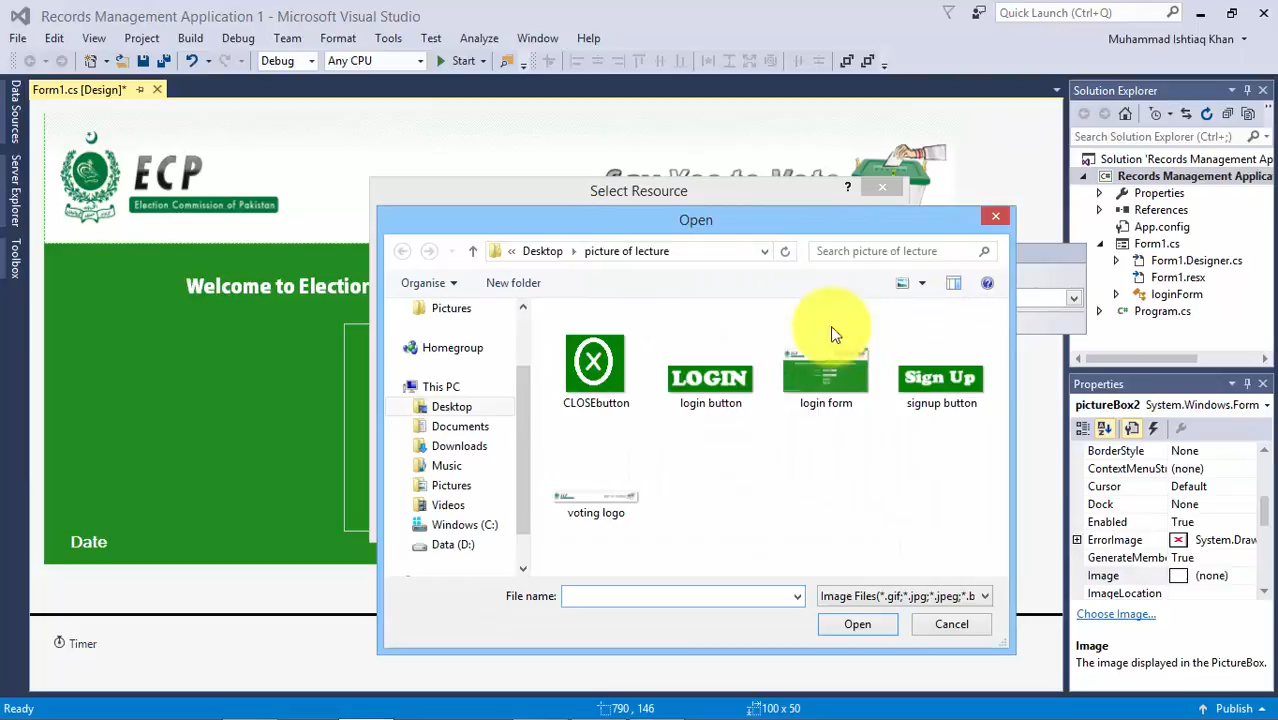 Records Management Application 1 - Microsoft Visual Studio
Quick Launch (Ctrl+Q)
File Edit View Project Build Debug Team Format Tools Test Analyze Window Help
Muhammad Ishtiaq Khan
Debug Any CPU Start
Form1.cs [Design]*
Data Sources
Server Explorer
Toolbox
ECP
Election Commission of Pakistan
Say Yes to Vote
Welcome to Election
Date
Timer
Select Resource
?
Open
« Desktop picture of lecture
Search picture of lecture
Organise New folder
Pictures
Homegroup
This PC
Desktop
Documents
Downloads
Music
Pictures
Videos
Windows (C:)
Data (D:)
X
CLOSEbutton
LOGIN
login button
login form
Sign Up
signup button
voting logo
File name:
Image Files(*.gif;*.jpg;*.jpeg;*.b
Open Cancel
Solution Explorer
Search Solution Explorer (Ctrl+;)
Solution 'Records Management Ap
Records Management Applica
Properties
References
App.config
Form1.cs
Form1.Designer.cs
Form1.resx
loginForm
Program.cs
Properties
pictureBox2 System.Windows.Form
BorderStyle None
ContextMenuStri (none)
Cursor Default
Dock None
Enabled True
ErrorImage System.Draw
GenerateMembe True
Image (none)
ImageLocation
Choose Image...
Image
The image displayed in the PictureBox.
Ready
790 , 146
100 x 50
Publish